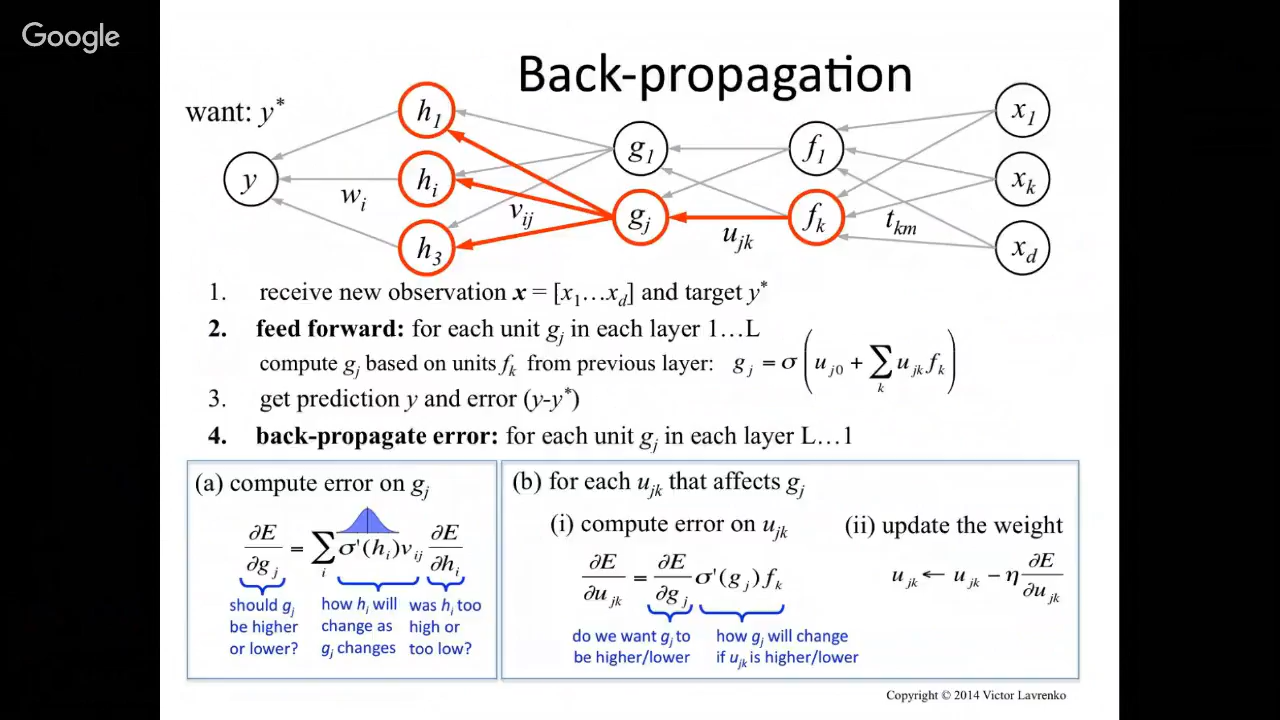 Google
Back-propagation
want: y*
h₁
g₁
f₁
x₁
y
hᵢ
xₖ
wᵢ
vᵢⱼ
gⱼ
uⱼₖ
fₖ
tₖₘ
h₃
x_d
1. receive new observation x = [x₁…x_d] and target y*
2. feed forward: for each unit gⱼ in each layer 1…L
compute gⱼ based on units fₖ from previous layer: gⱼ = σ(uⱼ₀ + ∑ₖ uⱼₖfₖ)
3. get prediction y and error (y-y*)
4. back-propagate error: for each unit gⱼ in each layer L…1
(a) compute error on gⱼ
∂E/∂gⱼ = ∑ᵢ σ'(hᵢ)vᵢⱼ ∂E/∂hᵢ
should gⱼ
be higher
or lower?
how hᵢ will
change as
gⱼ changes
was hᵢ too
high or
too low?
(b) for each uⱼₖ that affects gⱼ
(i) compute error on uⱼₖ
∂E/∂uⱼₖ = ∂E/∂gⱼ σ'(gⱼ)fₖ
do we want gⱼ to
be higher/lower
how gⱼ will change
if uⱼₖ is higher/lower
(ii) update the weight
uⱼₖ ← uⱼₖ − η ∂E/∂uⱼₖ
Copyright © 2014 Victor Lavrenko